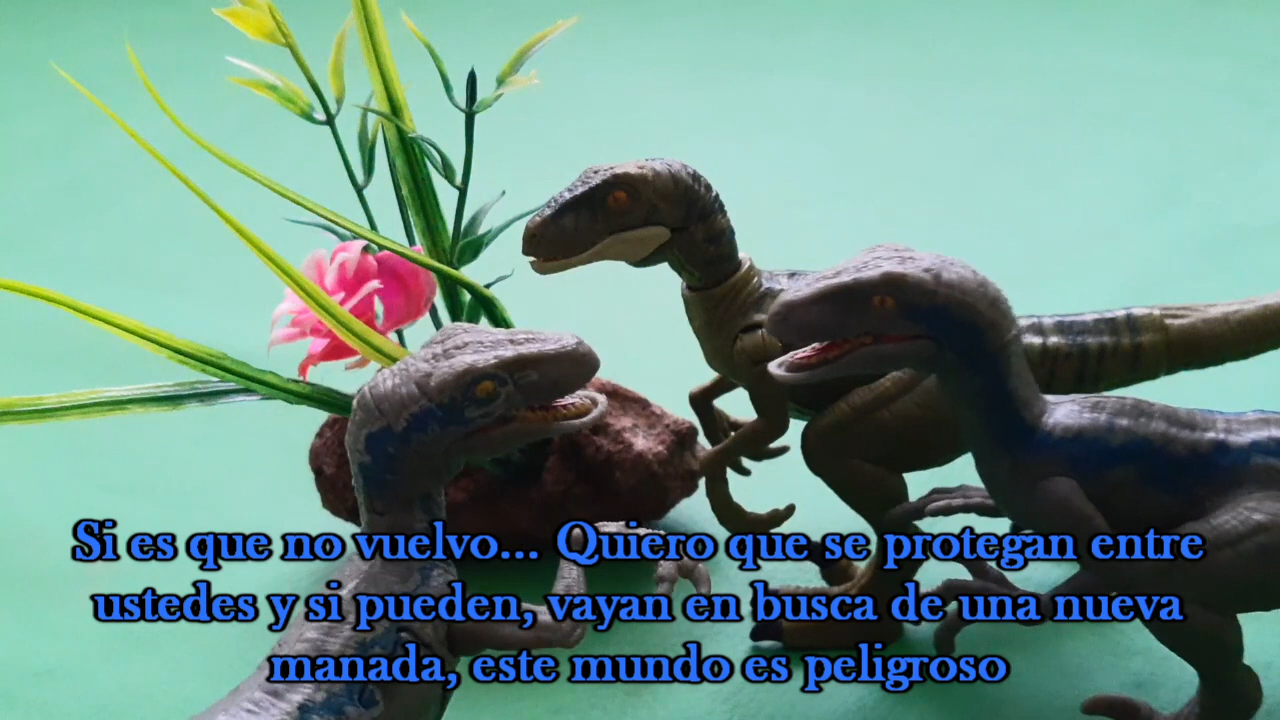 Si es que no vuelvo... Quiero que se protegan entre
ustedes y si pueden, vayan en busca de una nueva
manada, este mundo es peligroso